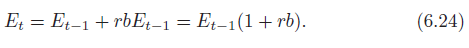 E_t = E_{t−1} + rbE_{t−1} = E_{t−1}(1 + rb). (6.24)